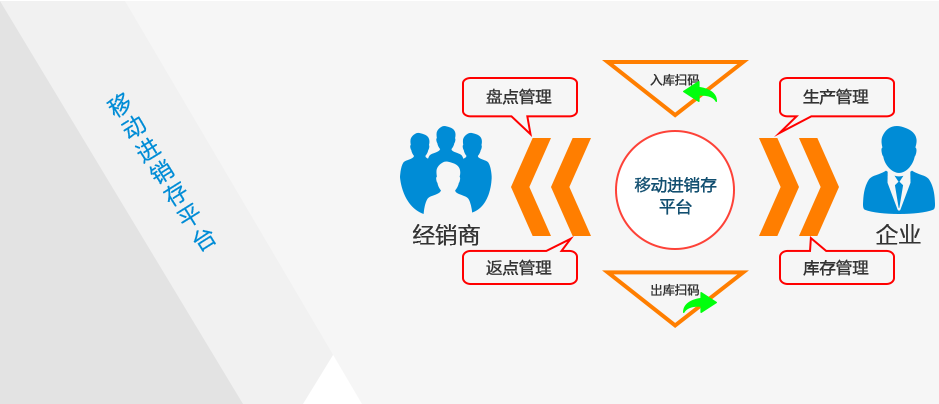 移动进销存平台
入库扫码
盘点管理
生产管理
移动进销存
平台
经销商
企业
返点管理
库存管理
出库扫码